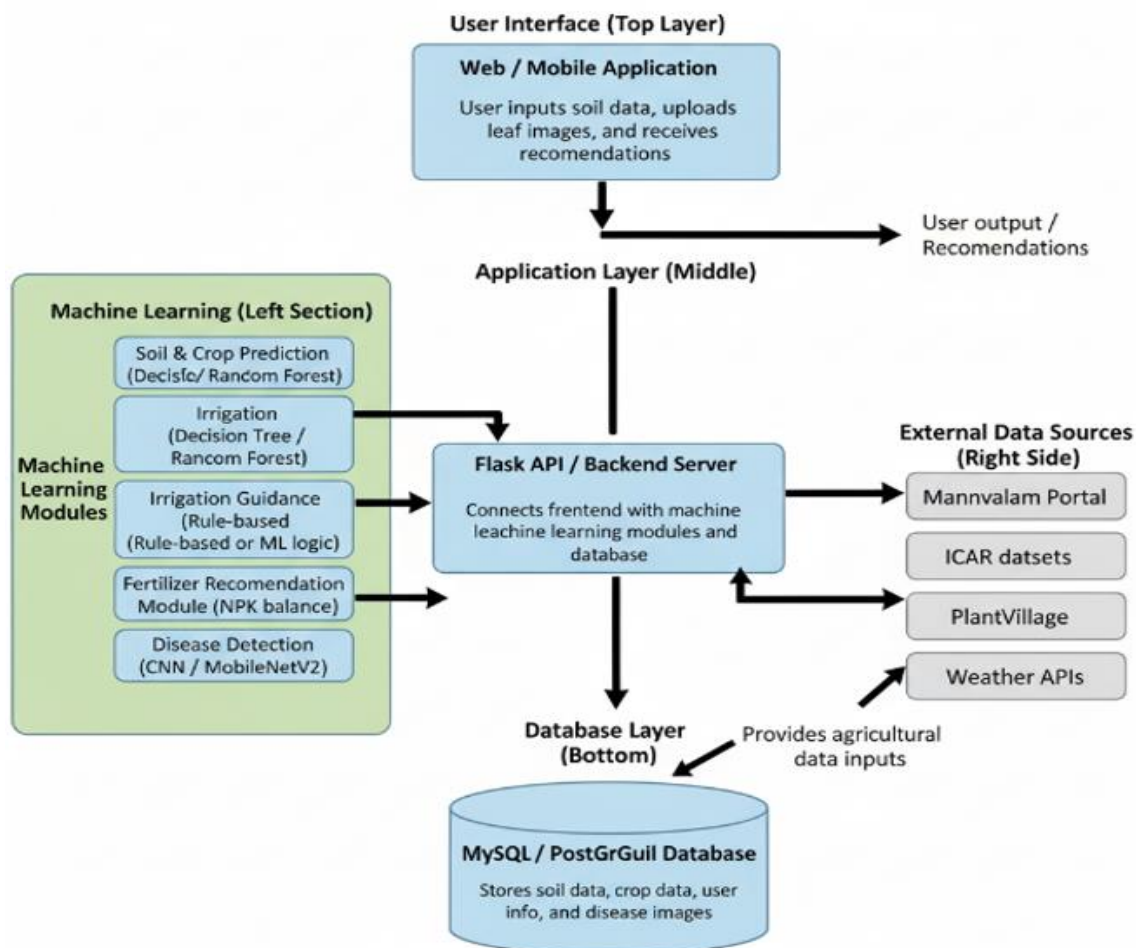 User Interface (Top Layer)
Web / Mobile Application
User inputs soil data, uploads
leaf images, and receives
recomendations
User output /
Recomendations
Application Layer (Middle)
Machine Learning (Left Section)
Machine
Learning
Modules
Soil & Crop Prediction
(Decisíc/ Random Forest)
Irrigation
(Decision Tree /
Rancom Forest)
Irrigation Guidance
(Rule-based
(Rule-based or ML logic)
Fertilizer Recomendation
Module (NPK balance)
Disease Detection
(CNN / MobileNetV2)
Flask API / Backend Server
Connects frentend with machine
leachine learning modules and
database
External Data Sources
(Right Side)
Mannvalam Portal
ICAR datsets
PlantVillage
Weather APIs
Provides agricultural
data inputs
Database Layer
(Bottom)
MySQL / PostGrGuil Database
Stores soil data, crop data, user
info, and disease images